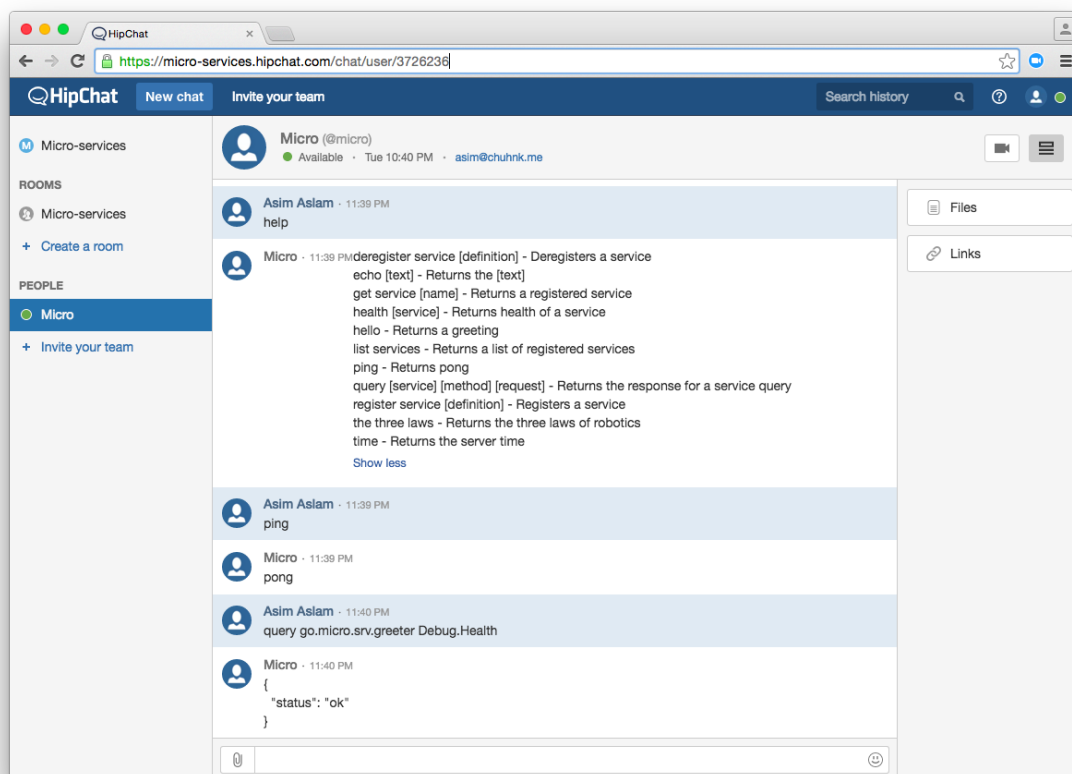 HipChat
https://micro-services.hipchat.com/chat/user/3726236
HipChat New chat Invite your team Search history
Micro-services
ROOMS
Micro-services
+ Create a room
PEOPLE
Micro
+ Invite your team
Micro (@micro)
Available · Tue 10:40 PM · asim@chuhnk.me
Asim Aslam · 11:39 PM
help
Micro · 11:39 PM deregister service [definition] - Deregisters a service
echo [text] - Returns the [text]
get service [name] - Returns a registered service
health [service] - Returns health of a service
hello - Returns a greeting
list services - Returns a list of registered services
ping - Returns pong
query [service] [method] [request] - Returns the response for a service query
register service [definition] - Registers a service
the three laws - Returns the three laws of robotics
time - Returns the server time
Show less
Asim Aslam · 11:39 PM
ping
Micro · 11:39 PM
pong
Asim Aslam · 11:40 PM
query go.micro.srv.greeter Debug.Health
Micro · 11:40 PM
{
"status": "ok"
}
Files
Links